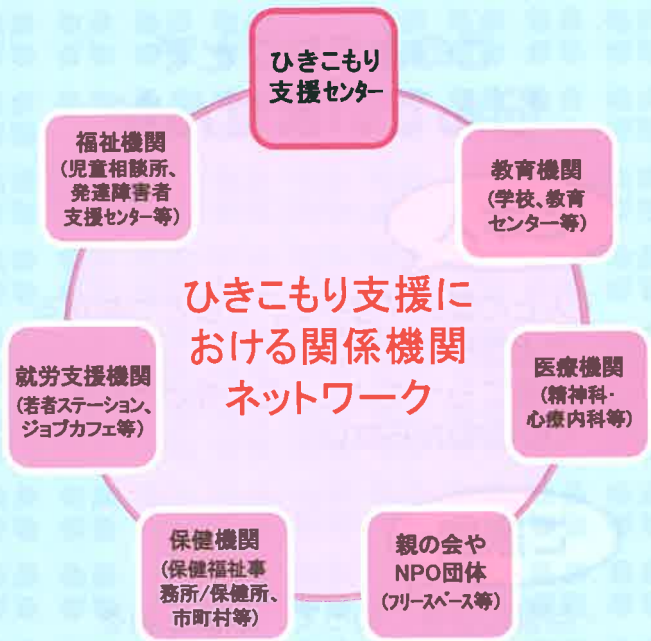 ひきこもり
支援センター
福祉機関
(児童相談所、
発達障害者
支援センター等)
教育機関
(学校、教育
センター等)
ひきこもり支援に
おける関係機関
ネットワーク
就労支援機関
(若者ステーション、
ジョブカフェ等)
医療機関
(精神科・
心療内科等)
保健機関
(保健福祉事
務所/保健所、
市町村等)
親の会や
NPO団体
(フリースペース等)